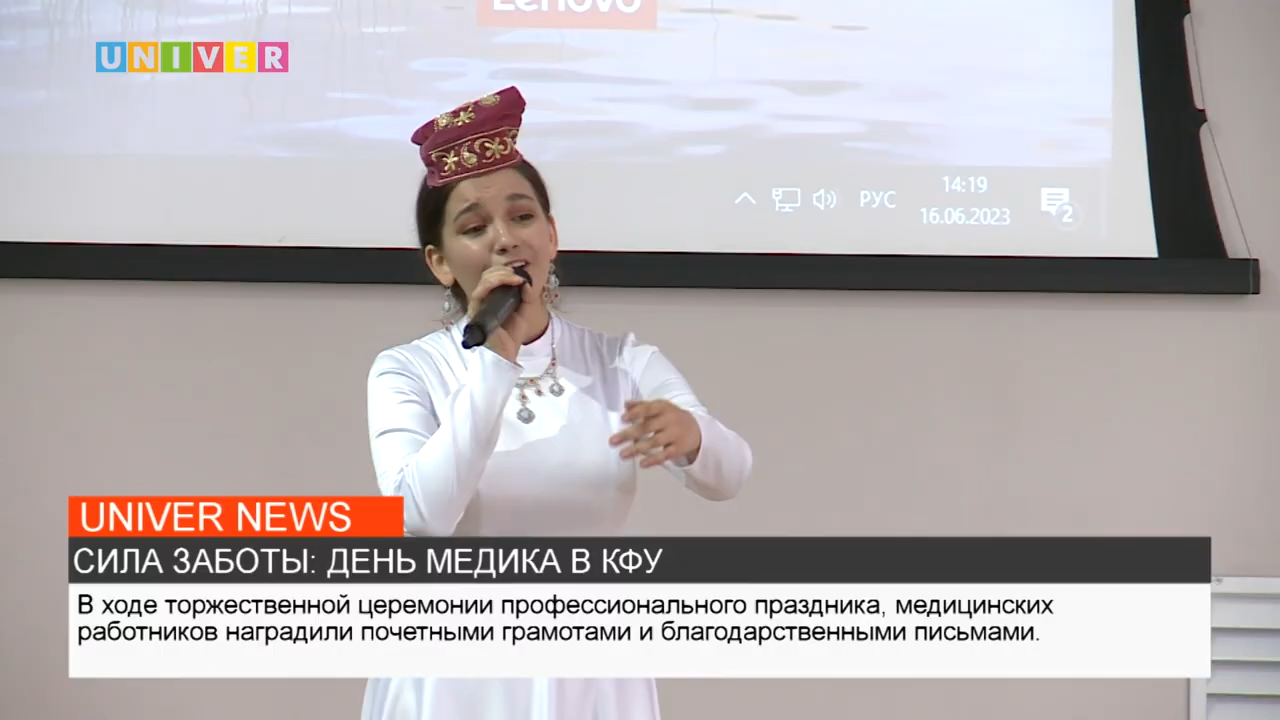 Lenovo
UNIVER
14:19
РУС
16.06.2023
2
UNIVER NEWS
СИЛА ЗАБОТЫ: ДЕНЬ МЕДИКА В КФУ
В ходе торжественной церемонии профессионального праздника, медицинских
работников наградили почетными грамотами и благодарственными письмами.